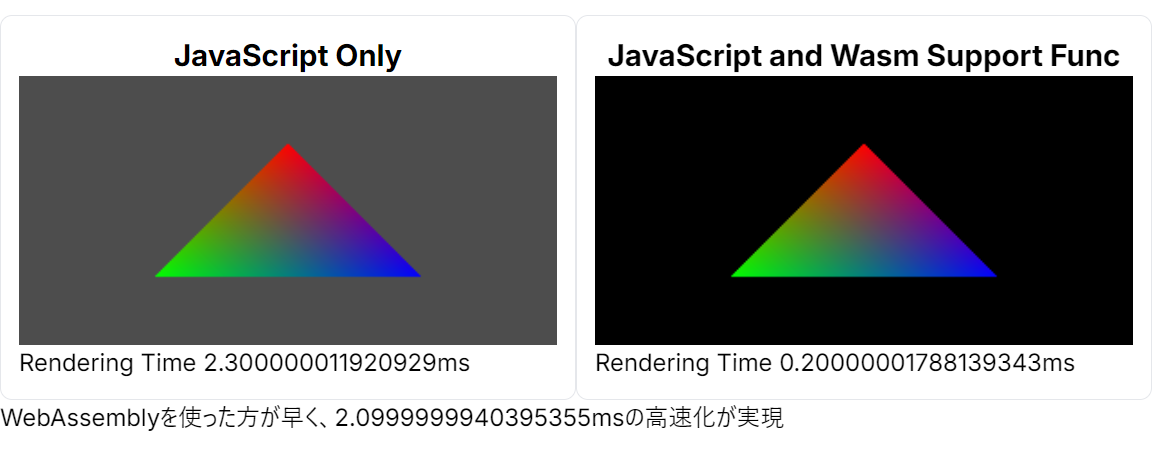 JavaScript Only
Rendering Time 2.300000011920929ms
JavaScript and Wasm Support Func
Rendering Time 0.20000001788139343ms
WebAssemblyを使った方が早く、2.0999999940395355msの高速化が実現